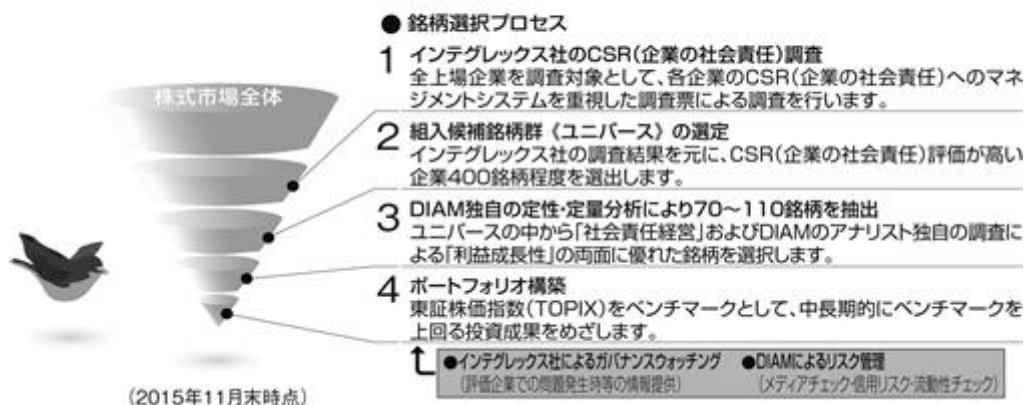 ●銘柄選択プロセス
株式市場全体
1 インテグレックス社のCSR(企業の社会責任)調査
全上場企業を調査対象として、各企業のCSR(企業の社会責任)へのマネ
ジメントシステムを重視した調査票による調査を行います。
2 組入候補銘柄群《ユニバース》の選定
インテグレックス社の調査結果を元に、CSR(企業の社会責任)評価が高い
企業400銘柄程度を選出します。
3 DIAM独自の定性・定量分析により70～110銘柄を抽出
ユニバースの中から「社会責任経営」およびDIAMのアナリスト独自の調査に
よる「利益成長性」の両面に優れた銘柄を選択します。
4 ポートフォリオ構築
東証株価指数(TOPIX)をベンチマークとして、中長期的にベンチマークを
上回る投資成果をめざします。
●インテグレックス社によるガバナンスウォッチング
(評価企業での問題発生時等の情報提供)
●DIAMによるリスク管理
(メディアチェック・信用リスク・流動性チェック)
(2015年11月末時点)